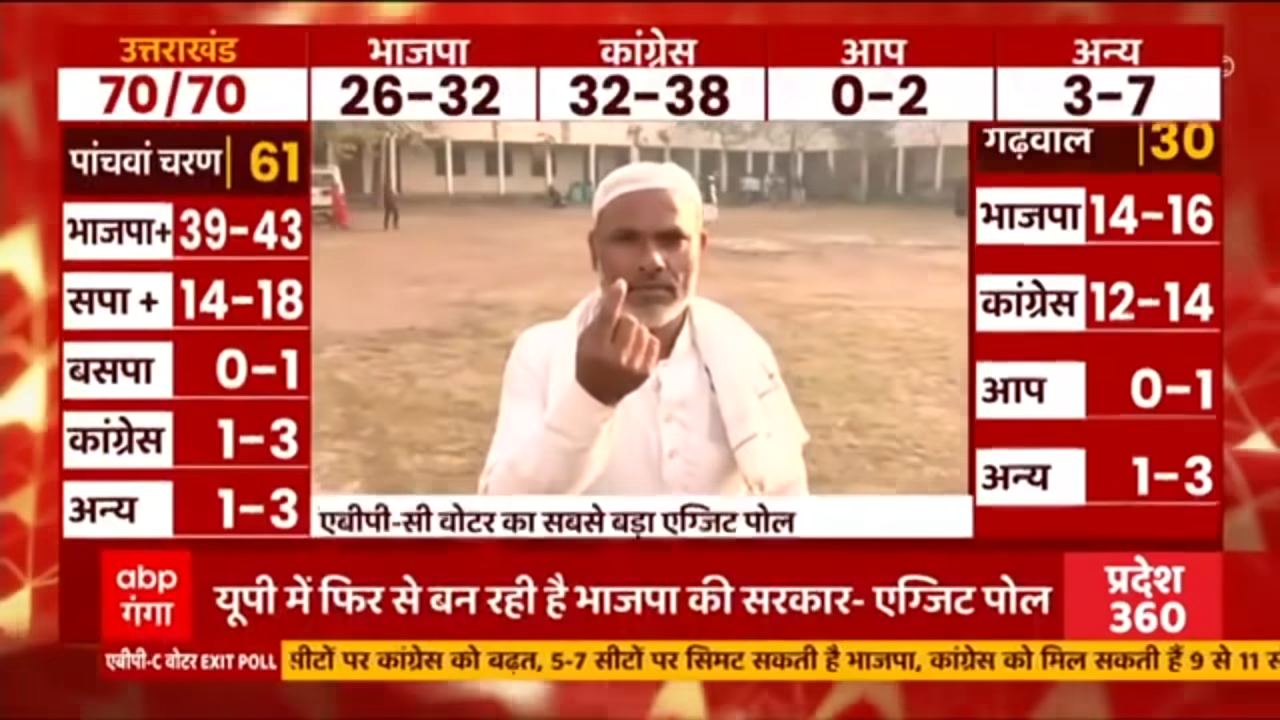 उत्तराखंड भाजपा कांग्रेस आप अन्य
70/70 26-32 32-38 0-2 3-7
पांचवां चरण 61
भाजपा+ 39-43
सपा + 14-18
बसपा 0-1
कांग्रेस 1-3
अन्य 1-3
गढ़वाल 30
भाजपा 14-16
कांग्रेस 12-14
आप 0-1
अन्य 1-3
एबीपी-सी वोटर का सबसे बड़ा एग्जिट पोल
abp
गंगा
यूपी में फिर से बन रही है भाजपा की सरकार- एग्जिट पोल
प्रदेश
360
एबीपी-C वोटर EXIT POLL
सीटों पर कांग्रेस को बढ़त, 5-7 सीटों पर सिमट सकती है भाजपा, कांग्रेस को मिल सकती हैं 9 से 11